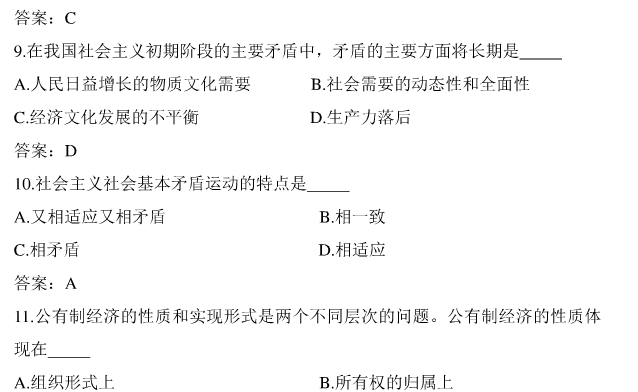 答案：C
9.在我国社会主义初期阶段的主要矛盾中，矛盾的主要方面将长期是_____
A.人民日益增长的物质文化需要 B.社会需要的动态性和全面性
C.经济文化发展的不平衡 D.生产力落后
答案：D
10.社会主义社会基本矛盾运动的特点是_____
A.又相适应又相矛盾 B.相一致
C.相矛盾 D.相适应
答案：A
11.公有制经济的性质和实现形式是两个不同层次的问题。公有制经济的性质体
现在_____
A.组织形式上 B.所有权的归属上